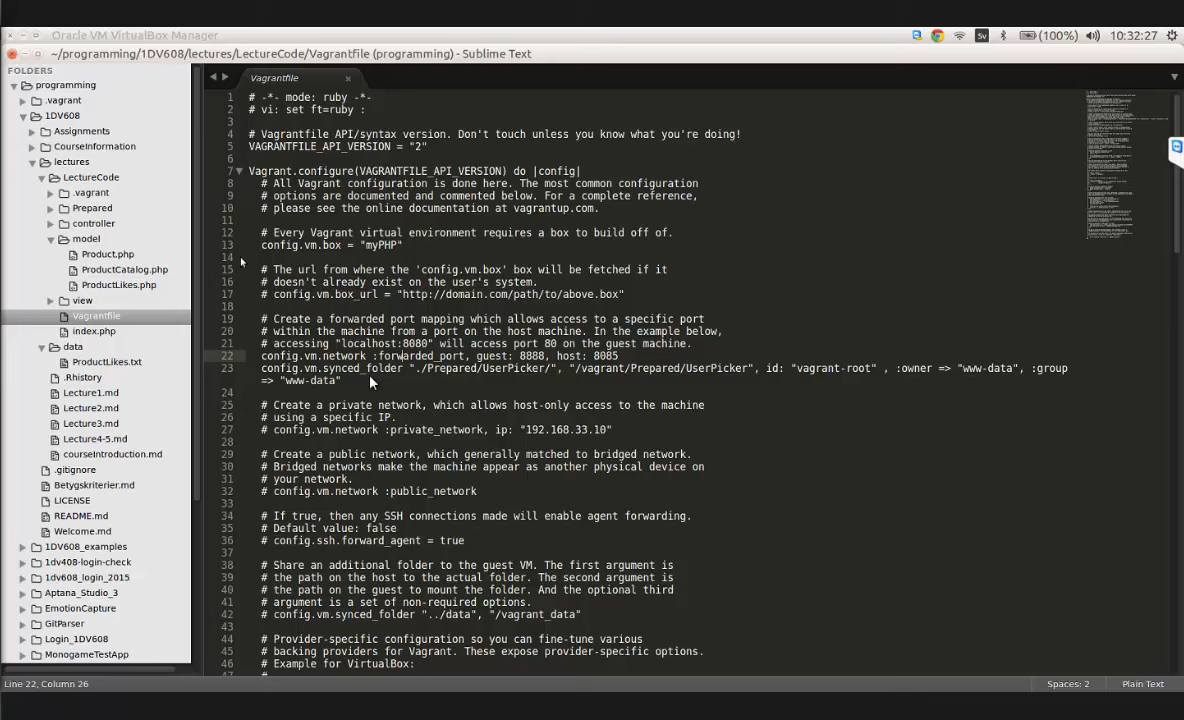 Oracle VM VirtualBox Manager
Sv (100%) 10:32:27
~/programming/1DV608/lectures/LectureCode/Vagrantfile (programming) - Sublime Text
FOLDERS
programming
.vagrant
1DV608
Assignments
CourseInformation
lectures
LectureCode
.vagrant
Prepared
controller
model
Product.php
ProductCatalog.php
ProductLikes.php
view
Vagrantfile
index.php
data
ProductLikes.txt
.Rhistory
Lecture1.md
Lecture2.md
Lecture3.md
Lecture4-5.md
courseIntroduction.md
.gitignore
Betygskriterier.md
LICENSE
README.md
Welcome.md
1DV608_examples
1dv408-login-check
1dv608_login_2015
Aptana_Studio_3
EmotionCapture
GitParser
Login_1DV608
MonogameTestApp
Vagrantfile
1 # -*- mode: ruby -*-
2 # vi: set ft=ruby :
3
4 # Vagrantfile API/syntax version. Don't touch unless you know what you're doing!
5 VAGRANTFILE_API_VERSION = "2"
6
7 Vagrant.configure(VAGRANTFILE_API_VERSION) do |config|
8 # All Vagrant configuration is done here. The most common configuration
9 # options are documented and commented below. For a complete reference,
10 # please see the online documentation at vagrantup.com.
11
12 # Every Vagrant virtual environment requires a box to build off of.
13 config.vm.box = "myPHP"
14
15 # The url from where the 'config.vm.box' box will be fetched if it
16 # doesn't already exist on the user's system.
17 # config.vm.box_url = "http://domain.com/path/to/above.box"
18
19 # Create a forwarded port mapping which allows access to a specific port
20 # within the machine from a port on the host machine. In the example below,
21 # accessing "localhost:8080" will access port 80 on the guest machine.
22 config.vm.network :forwarded_port, guest: 8888, host: 8085
23 config.vm.synced_folder "./Prepared/UserPicker/", "/vagrant/Prepared/UserPicker", id: "vagrant-root" , :owner => "www-data", :group
=> "www-data"
24
25 # Create a private network, which allows host-only access to the machine
26 # using a specific IP.
27 # config.vm.network :private_network, ip: "192.168.33.10"
28
29 # Create a public network, which generally matched to bridged network.
30 # Bridged networks make the machine appear as another physical device on
31 # your network.
32 # config.vm.network :public_network
33
34 # If true, then any SSH connections made will enable agent forwarding.
35 # Default value: false
36 # config.ssh.forward_agent = true
37
38 # Share an additional folder to the guest VM. The first argument is
39 # the path on the host to the actual folder. The second argument is
40 # the path on the guest to mount the folder. And the optional third
41 # argument is a set of non-required options.
42 # config.vm.synced_folder "../data", "/vagrant_data"
43
44 # Provider-specific configuration so you can fine-tune various
45 # backing providers for Vagrant. These expose provider-specific options.
46 # Example for VirtualBox:
47 #
Line 22, Column 26
Spaces: 2
Plain Text